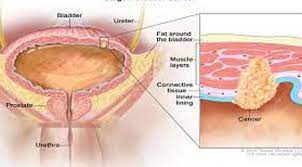 Bladder
Ureter
Fat around
the bladder
Muscle
layers
Connective
tissue
Inner
lining
Prostate
Cancer
Urethra